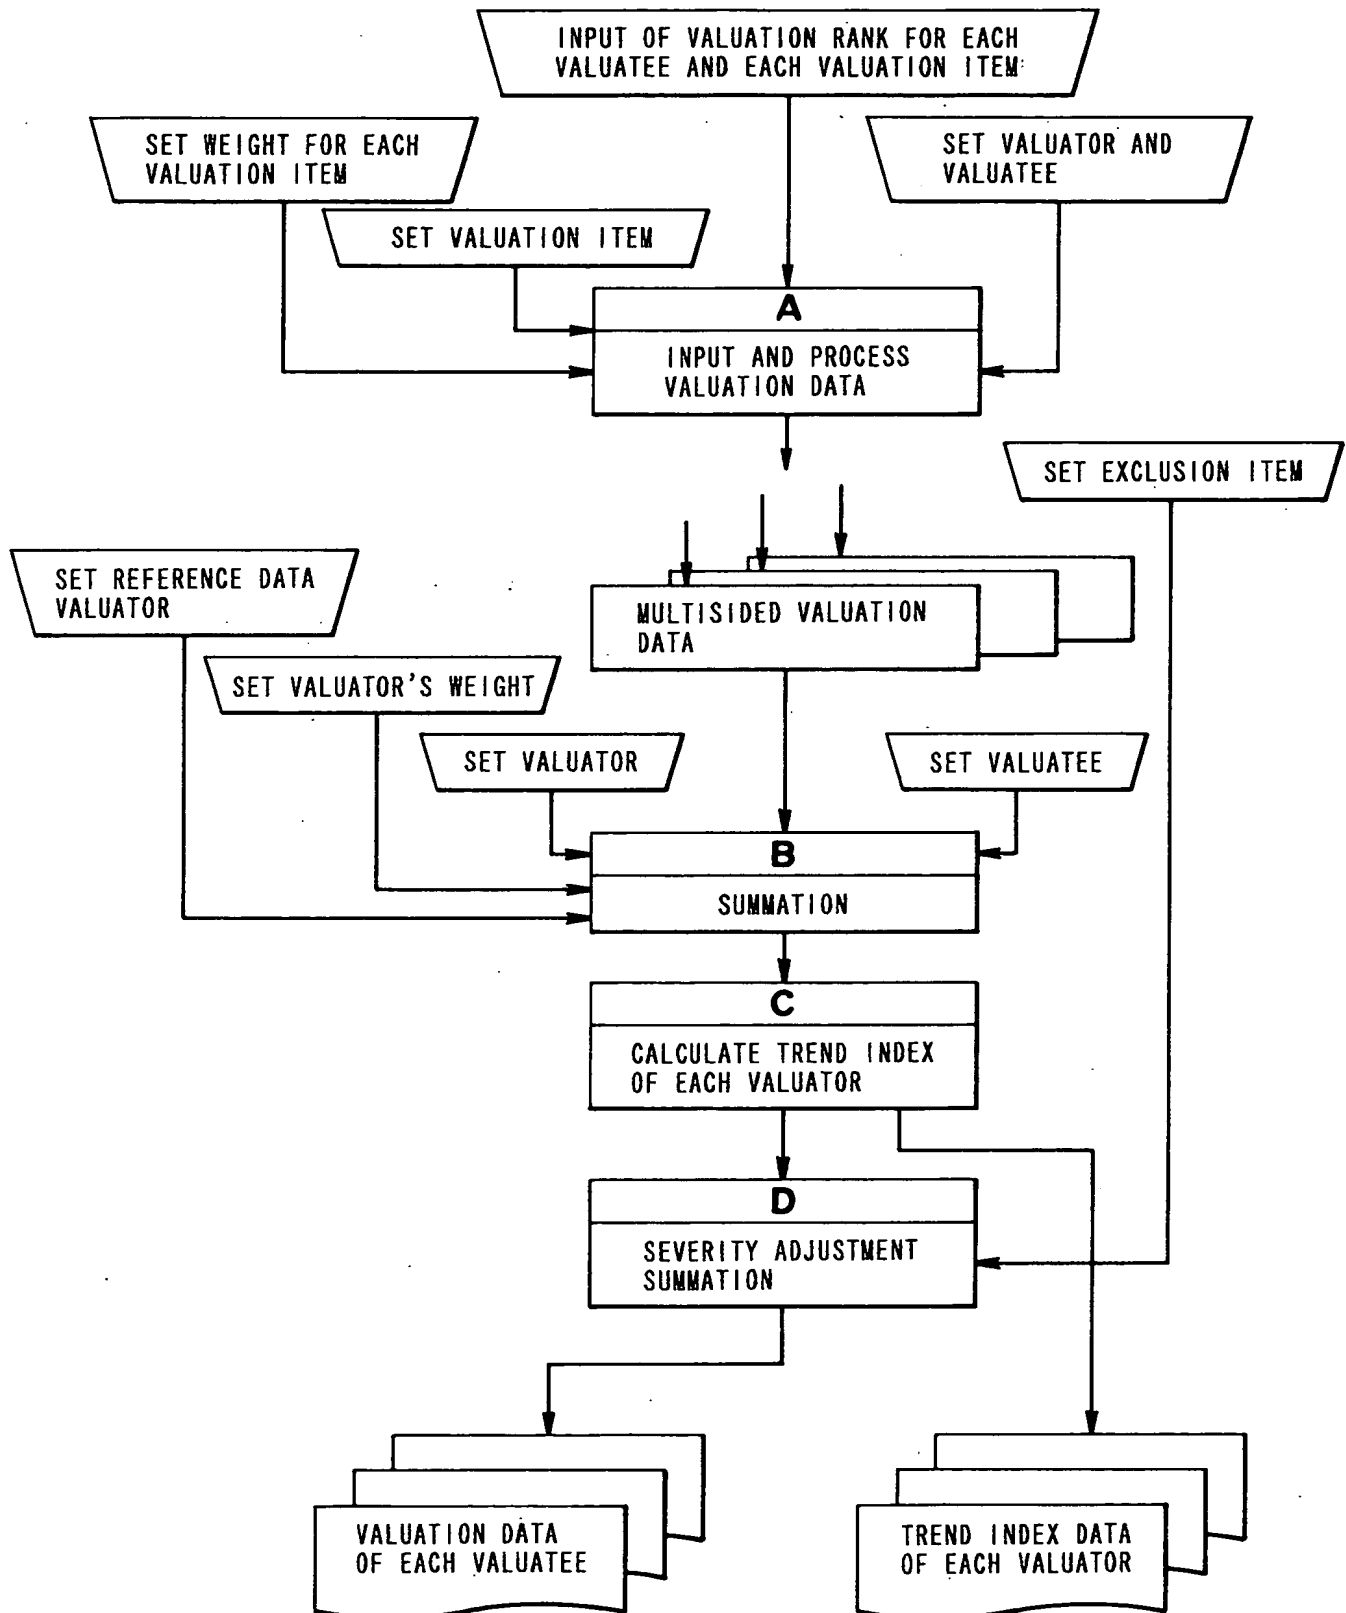 INPUT OF VALUATION RANK FOR EACH
VALUATEE AND EACH VALUATION ITEM
SET WEIGHT FOR EACH
VALUATION ITEM
SET VALUATOR AND
VALUATEE
SET VALUATION ITEM
A
INPUT AND PROCESS
VALUATION DATA
SET EXCLUSION ITEM
SET REFERENCE DATA
VALUATOR
MULTISIDED VALUATION
DATA
SET VALUATOR'S WEIGHT
SET VALUATOR
SET VALUATEE
B
SUMMATION
C
CALCULATE TREND INDEX
OF EACH VALUATOR
D
SEVERITY ADJUSTMENT
SUMMATION
VALUATION DATA
OF EACH VALUATEE
TREND INDEX DATA
OF EACH VALUATOR